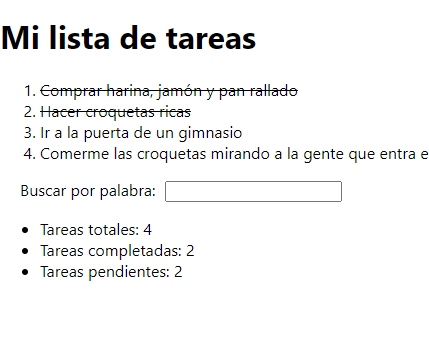 Mi lista de tareas
1. Comprar harina, jamón y pan rallado
2. Hacer croquetas ricas
3. Ir a la puerta de un gimnasio
4. Comerme las croquetas mirando a la gente que entra e
Buscar por palabra:
Tareas totales: 4
Tareas completadas: 2
Tareas pendientes: 2